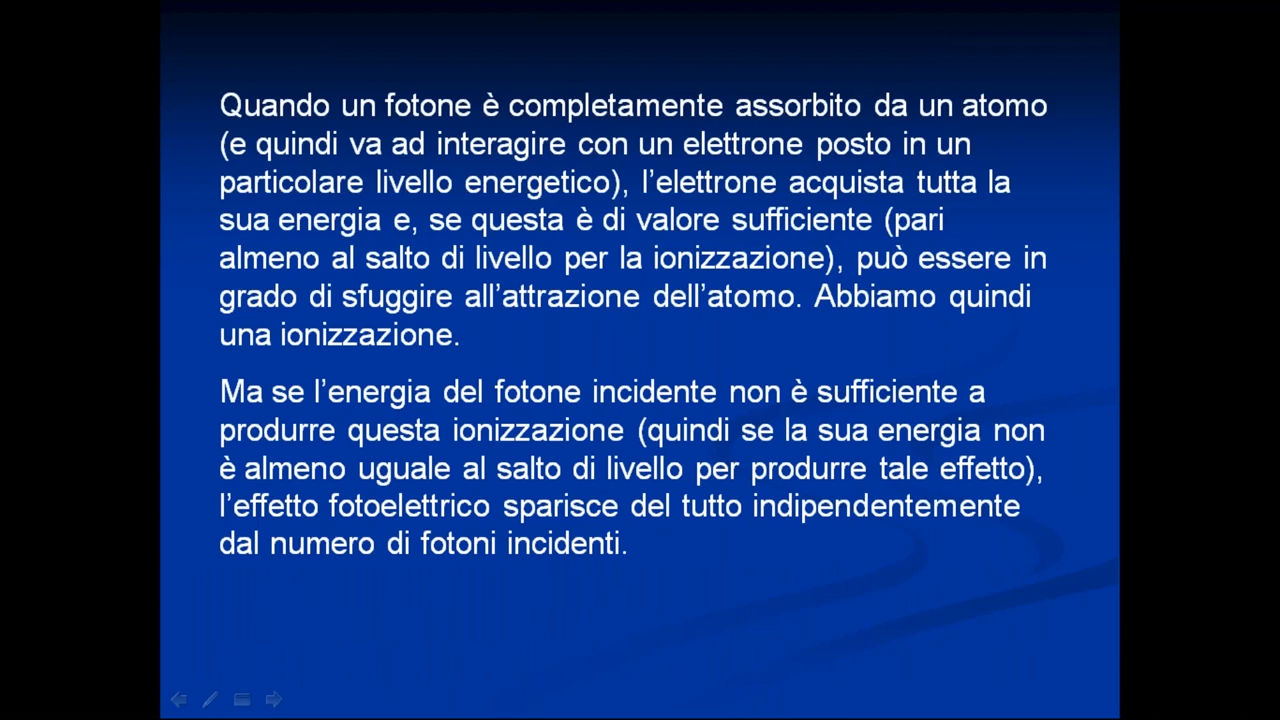 Quando un fotone è completamente assorbito da un atomo
(e quindi va ad interagire con un elettrone posto in un
particolare livello energetico), l’elettrone acquista tutta la
sua energia e, se questa è di valore sufficiente (pari
almeno al salto di livello per la ionizzazione), può essere in
grado di sfuggire all’attrazione dell’atomo. Abbiamo quindi
una ionizzazione.
Ma se l’energia del fotone incidente non è sufficiente a
produrre questa ionizzazione (quindi se la sua energia non
è almeno uguale al salto di livello per produrre tale effetto),
l’effetto fotoelettrico sparisce del tutto indipendentemente
dal numero di fotoni incidenti.